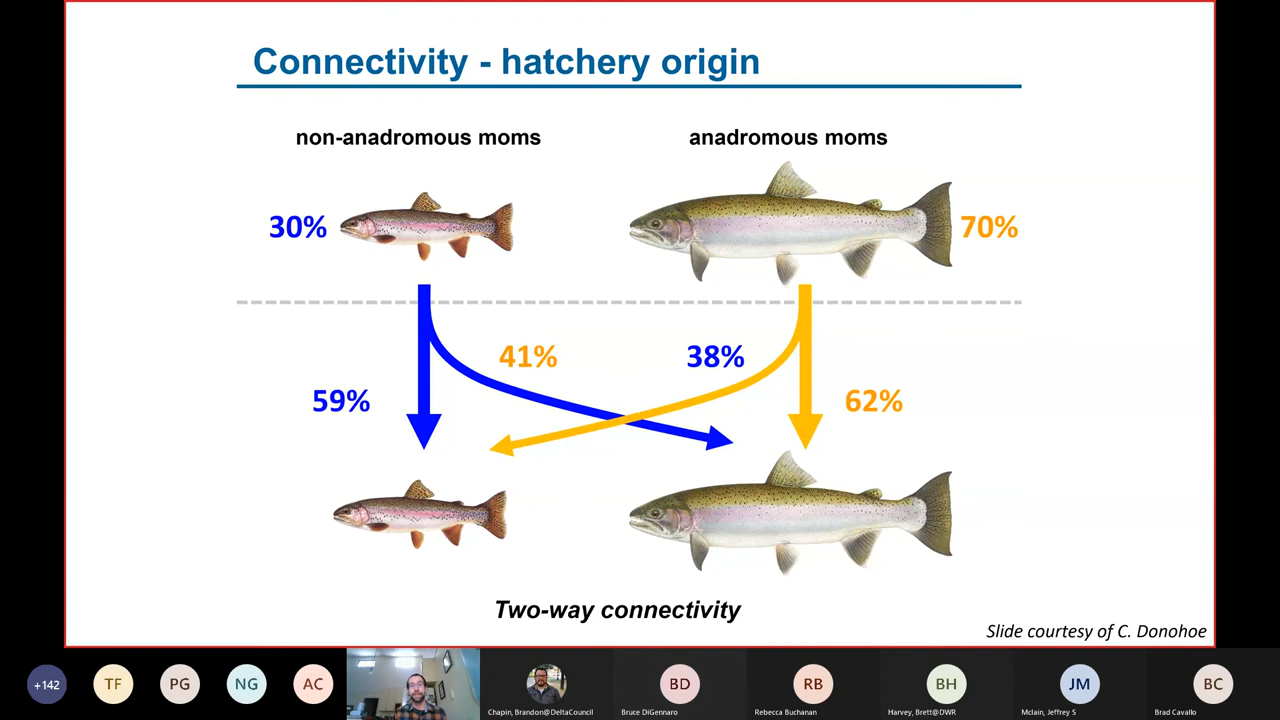 Connectivity - hatchery origin
non-anadromous moms
anadromous moms
30%
70%
41%
38%
59%
62%
Two-way connectivity
Slide courtesy of C. Donohoe
+142
TF
PG
NG
AC
BD
RB
BH
JM
BC
Chapin, Brandon@DeltaCouncil
Bruce DiGennaro
Rebecca Buchanan
Harvey, Brett@DWR
Mclain, Jeffrey S
Brad Cavallo